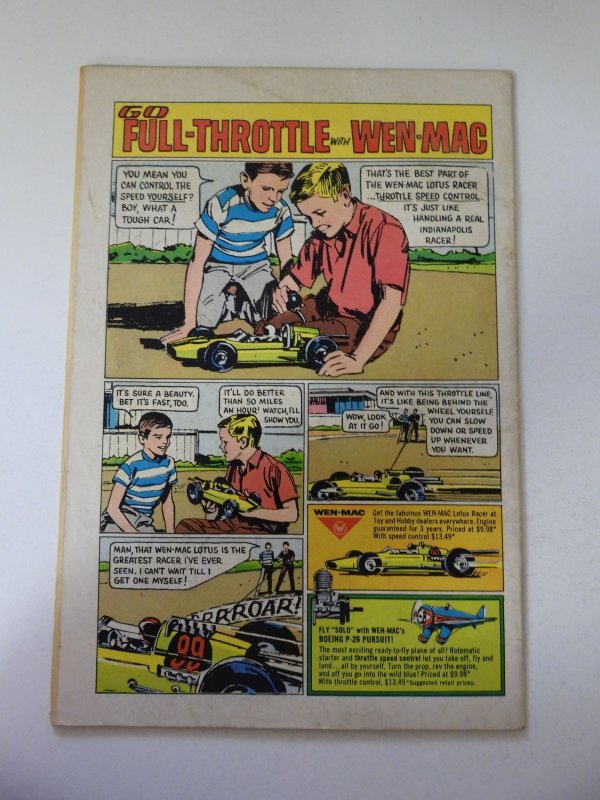 GO
FULL-THROTTLE WITH WEN-MAC
YOU MEAN YOU
CAN CONTROL THE
SPEED YOURSELF?
BOY, WHAT A
TOUGH CAR!
THAT'S THE BEST PART OF
THE WEN-MAC LOTUS RACER
...THROTTLE SPEED CONTROL.
IT'S JUST LIKE
HANDLING A REAL
INDIANAPOLIS
RACER!
IT'S SURE A BEAUTY.
BET IT'S FAST, TOO.
IT'LL DO BETTER
THAN 50 MILES
AN HOUR! WATCH, I'LL
SHOW YOU.
WOW, LOOK
AT IT GO!
AND WITH THIS THROTTLE LINE,
IT'S LIKE BEING BEHIND THE
WHEEL YOURSELF.
YOU CAN SLOW
DOWN OR SPEED
UP WHENEVER
YOU WANT.
MAN, THAT WEN-MAC LOTUS IS THE
GREATEST RACER I'VE EVER
SEEN. I CAN'T WAIT TILL I
GET ONE MYSELF!
RRROAR!
99
WEN-MAC
Get the fabulous WEN-MAC Lotus Racer at
Toy and Hobby dealers everywhere. Engine
guaranteed for 3 years. Priced at $9.98*
With speed control $13.49*
99
FLY "SOLO" with WEN-MAC's
BOEING P-26 PURSUIT!
The most exciting ready-to-fly plane of all! Rotomatic
starter and throttle speed control let you take off, fly and
land...all by yourself. Turn the prop, rev the engine,
and off you go into the wild blue! Priced at $9.98*
With throttle control, $13.49 *Suggested retail prices.